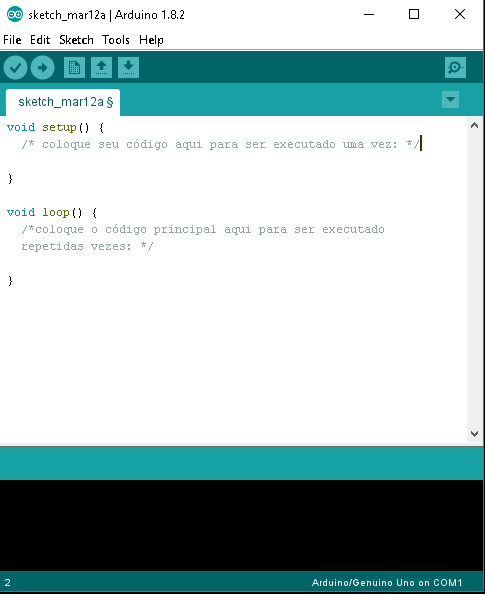 sketch_mar12a | Arduino 1.8.2
File Edit Sketch Tools Help
sketch_mar12a §
void setup() {
/* coloque seu código aqui para ser executado uma vez: */
}
void loop() {
/*coloque o código principal aqui para ser executado
repetidas vezes: */
}
2 Arduino/Genuino Uno on COM1